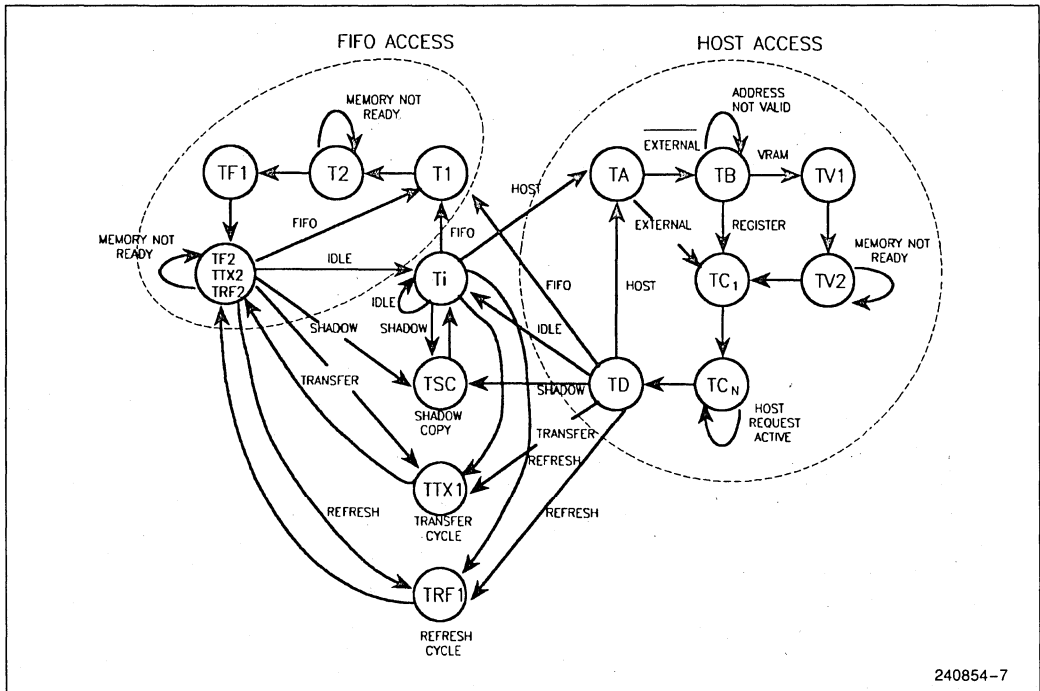 FIFO ACCESS
HOST ACCESS
MEMORY NOT
READY
ADDRESS
NOT VALID
EXTERNAL
VRAM
TF1
T2
T1
HOST
TA
TB
TV1
FIFO
FIFO
EXTERNAL
REGISTER
MEMORY NOT
READY
MEMORY NOT
READY
TF2
TTX2
TRF2
IDLE
Ti
TC1
TV2
IDLE
FIFO
HOST
SHADOW
SHADOW
IDLE
TRANSFER
TSC
SHADOW
COPY
SHADOW
TD
TCN
HOST
REQUEST
ACTIVE
TRANSFER
REFRESH
TTX1
TRANSFER
CYCLE
REFRESH
REFRESH
TRF1
REFRESH
CYCLE
240854-7